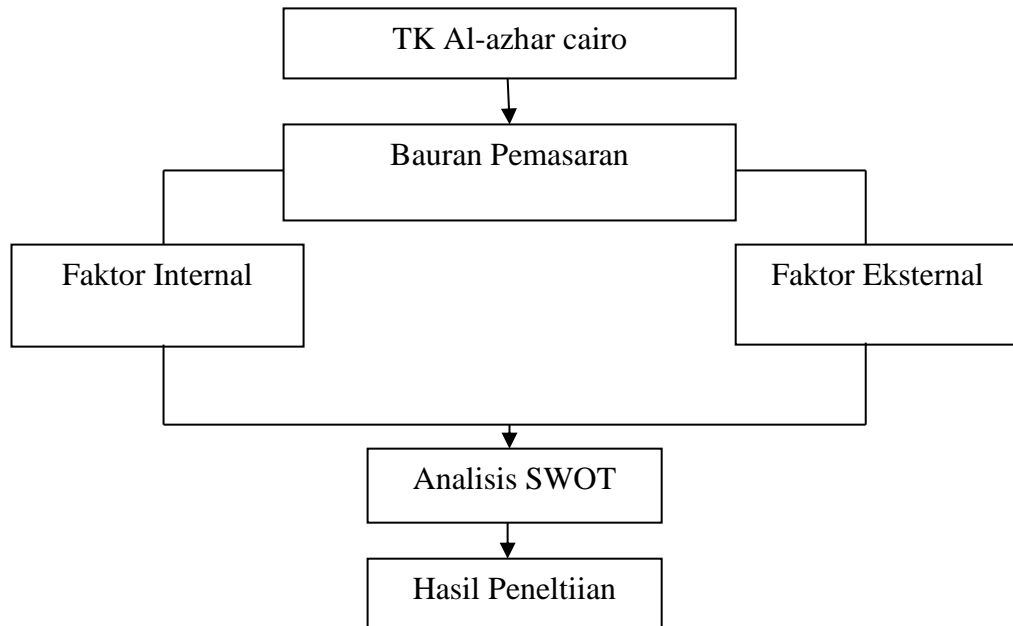 TK Al-azhar cairo
Bauran Pemasaran
Faktor Internal
Faktor Eksternal
Analisis SWOT
Hasil Peneltiian